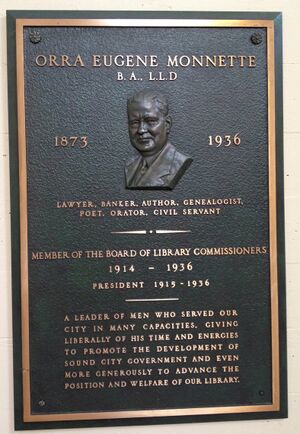 ORRA EUGENE MONNETTE
B.A., L.L.D
1873 1936
LAWYER, BANKER, AUTHOR, GENEALOGIST,
POET, ORATOR, CIVIL SERVANT
MEMBER OF THE BOARD OF LIBRARY COMMISSIONERS
1914 - 1936
PRESIDENT 1915-1936
A LEADER OF MEN WHO SERVED OUR
CITY IN MANY CAPACITIES, GIVING
LIBERALLY OF HIS TIME AND ENERGIES
TO PROMOTE THE DEVELOPMENT OF
SOUND CITY GOVERNMENT AND EVEN
MORE GENEROUSLY TO ADVANCE THE
POSITION AND WELFARE OF OUR LIBRARY.